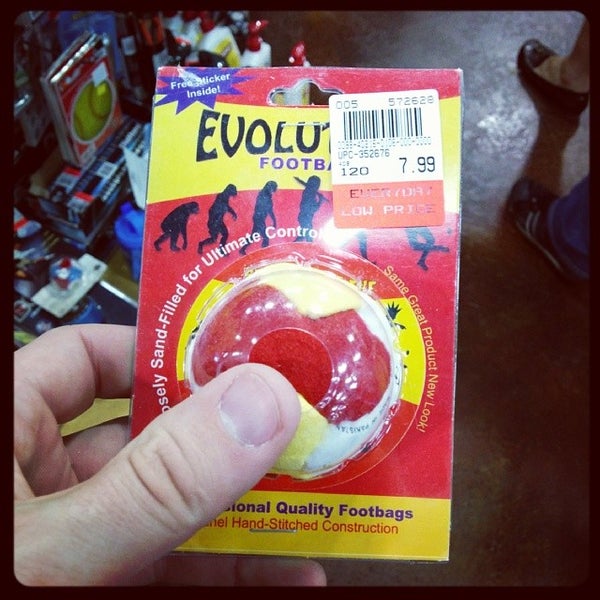 Free Sticker
Inside!
005 572628
UPC-352676
120 7.99
EVERYDAY
LOW PRICE
FOOTBA
osely Sand-Filled for Ultimate Control
Same Great Product New Look!
PAKISTAN
sional Quality Footbags
nel Hand-Stitched Construction